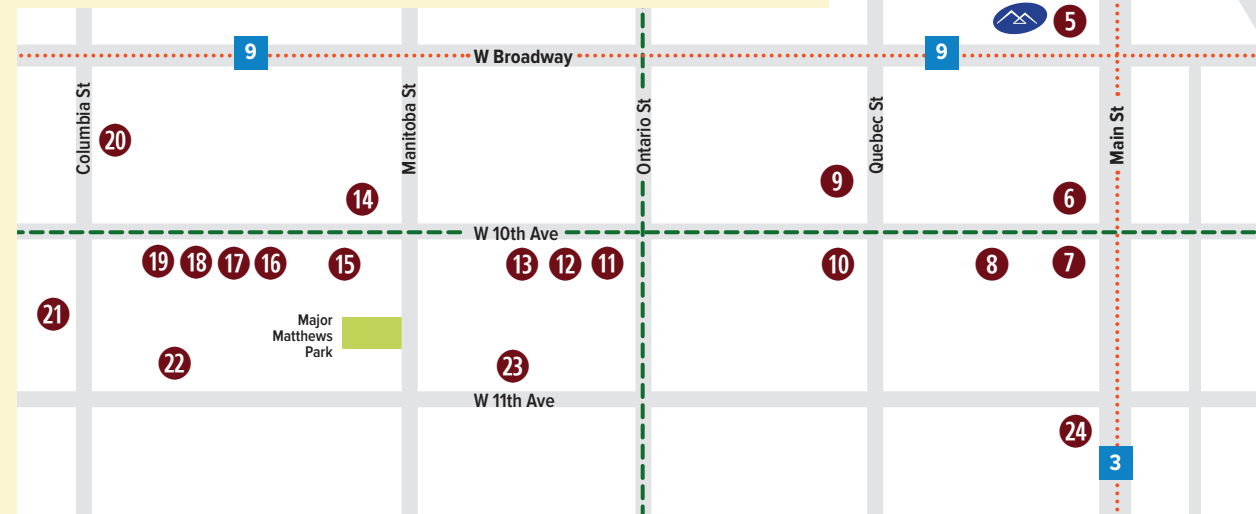 5
9
W Broadway
9
Columbia St
Manitoba St
Ontario St
Quebec St
Main St
20
14
9
6
W 10th Ave
19
18
17
16
15
13
12
11
10
8
7
21
Major
Matthews
Park
22
23
W 11th Ave
24
3